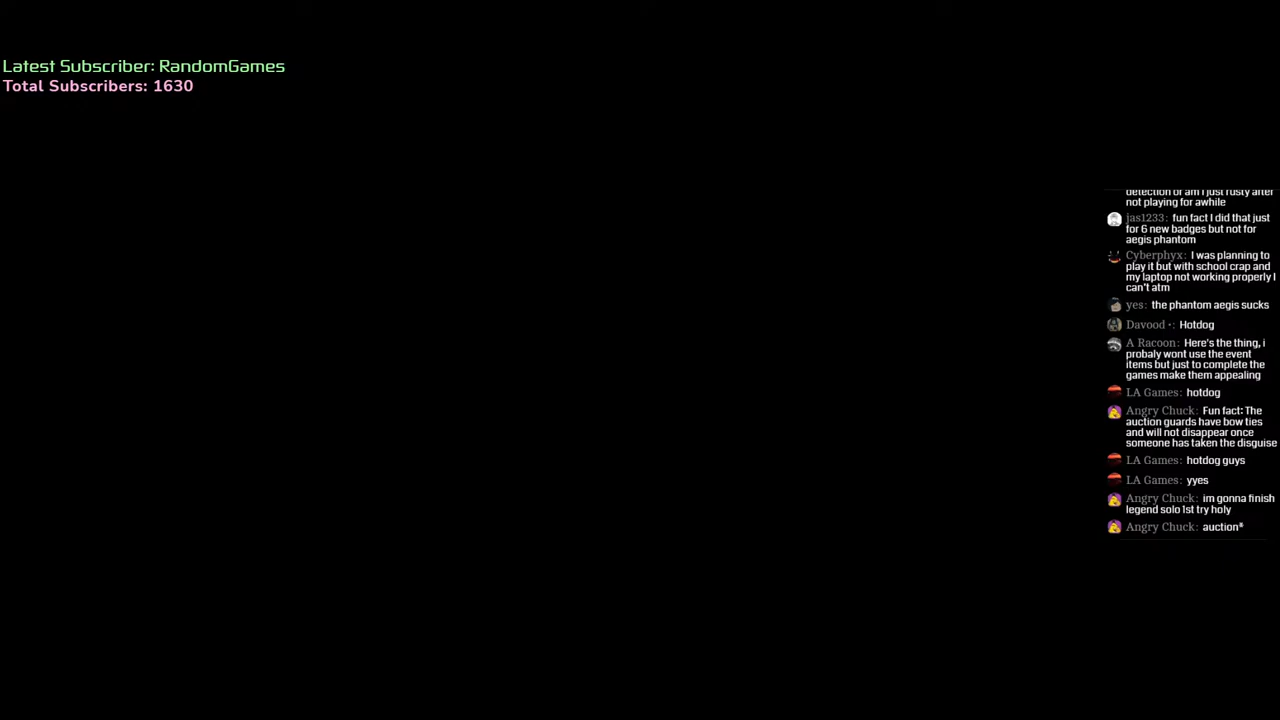 Latest Subscriber: RandomGames
Total Subscribers: 1630
detection or am I just rusty after
not playing for awhile
jas1233: fun fact I did that just
for 6 new badges but not for
aegis phantom
Cyberphyx: I was planning to
play it but with school crap and
my laptop not working properly I
can't atm
yes: the phantom aegis sucks
Davood •: Hotdog
A Racoon: Here's the thing, i
probaly wont use the event
items but just to complete the
games make them appealing
LA Games: hotdog
Angry Chuck: Fun fact: The
auction guards have bow ties
and will not disappear once
someone has taken the disguise
LA Games: hotdog guys
LA Games: yyes
Angry Chuck: im gonna finish
legend solo 1st try holy
Angry Chuck: auction*